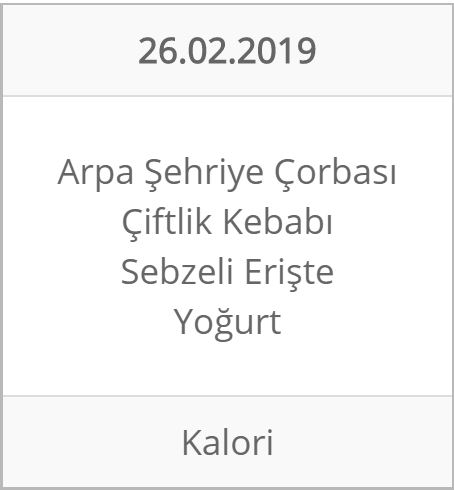 26.02.2019
Arpa Şehriye Çorbası
Çiftlik Kebabı
Sebzeli Erişte
Yoğurt
Kalori